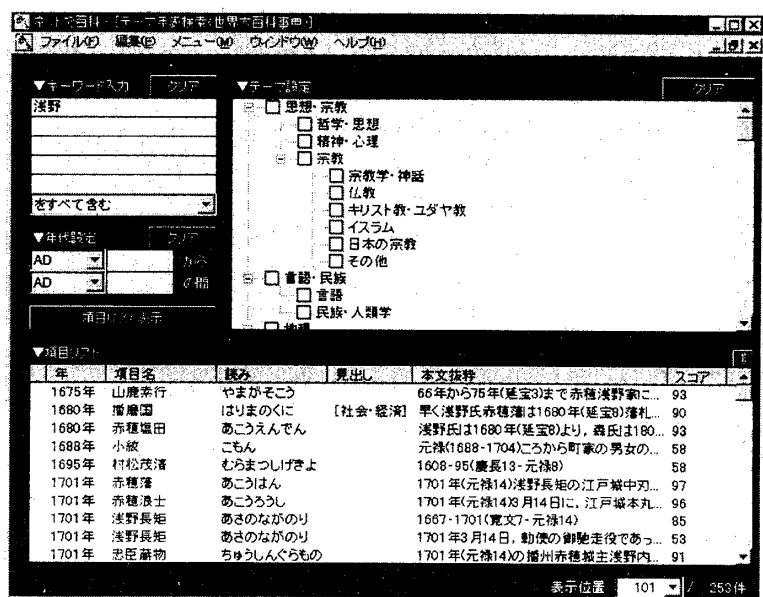 ネットで百科 - [テーマ年表検索<世界大百科事典>]
ファイル(F) 編集(E) メニュー(M) ウィンドウ(W) ヘルプ(H)
▼キーワード入力 クリア
浅野
をすべて含む
▼年代設定 クリア
AD から
AD の間
項目リスト表示
▼テーマ設定 クリア
思想・宗教
哲学・思想
精神・心理
宗教
宗教学・神話
仏教
キリスト教・ユダヤ教
イスラム
日本の宗教
その他
言語・民族
言語
民族・人類学
地理
▼項目リスト
年 項目名 読み 見出し 本文抜粋 スコア
1675年 山鹿素行 やまがそこう 66年から75年(延宝3)まで赤穂浅野家に... 93
1680年 播磨国 はりまのくに [社会・経済] 早く浅野氏赤穂藩は1680年(延宝8)藩札... 90
1680年 赤穂塩田 あこうえんでん 浅野氏は1680年(延宝8)より,森氏は180... 93
1688年 小紋 こもん 元禄(1688-1704)ころから町家の男女の... 58
1695年 村松茂清 むらまつしげきよ 1608-95(慶長13-元禄8) 58
1701年 赤穂藩 あこうはん 1701年(元禄14)浅野長矩の江戸城中刃... 97
1701年 赤穂浪士 あこうろうし 1701年(元禄14)3月14日に,江戸城本丸... 96
1701年 浅野長矩 あさのながのり 1667-1701(寛文7-元禄14) 85
1701年 浅野長矩 あさのながのり 1701年3月14日,勅使の御馳走役であっ... 53
1701年 忠臣蔵物 ちゅうしんぐらもの 1701年(元禄14)の播州赤穂城主浅野内... 91
表示位置 101 / 253件